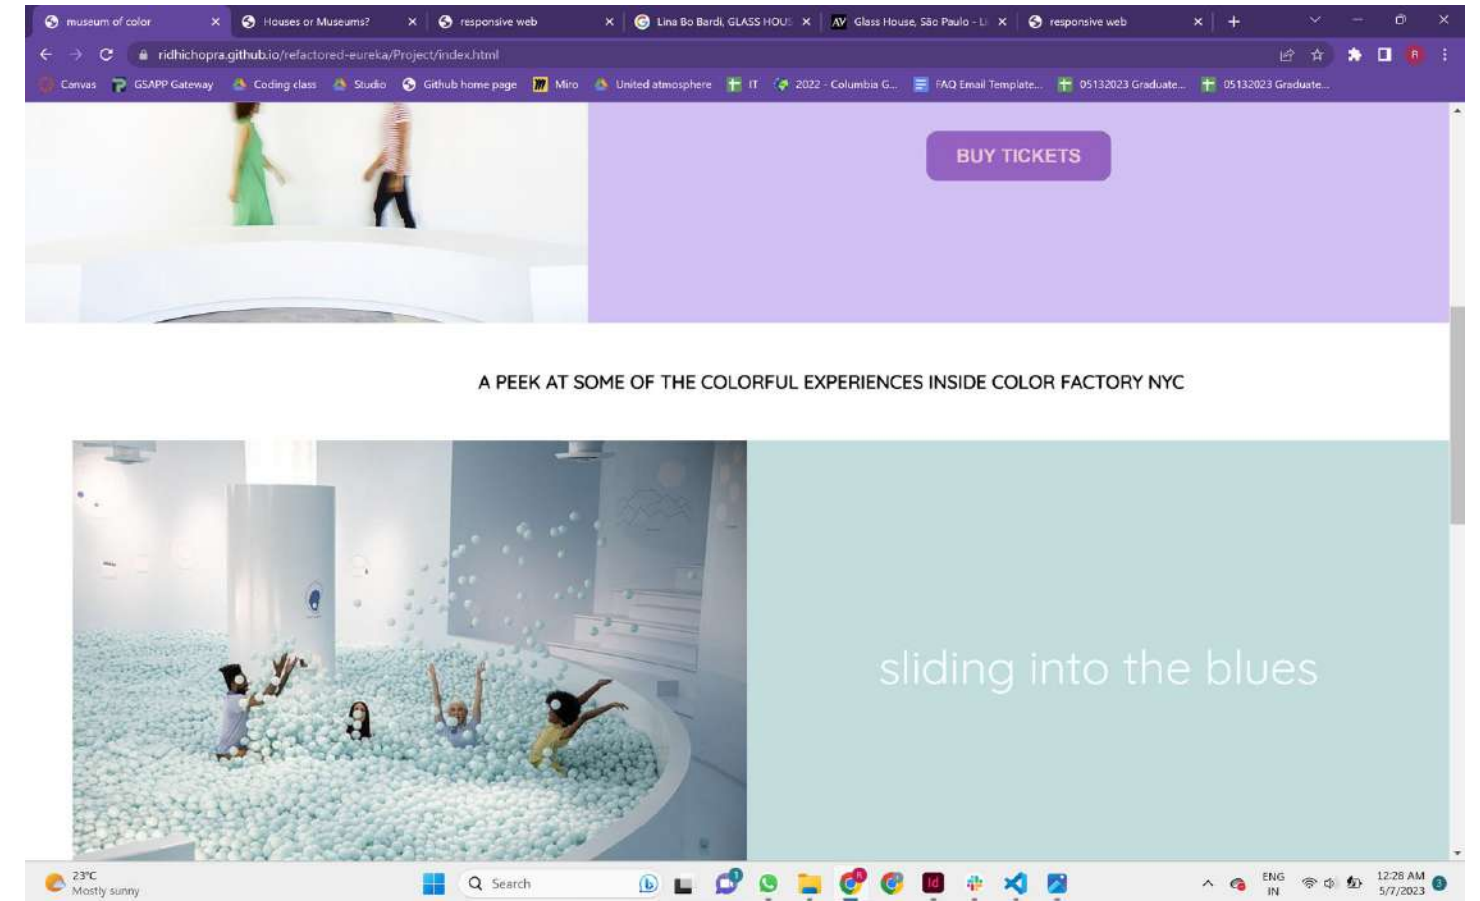 museum of color
Houses or Museums?
responsive web
Lina Bo Bardi, GLASS HOUS
AV Glass House, São Paulo - Li
responsive web
ridhichopra.github.io/refactored-eureka/Project/index.html
Canvas
GSAPP Gateway
Coding class
Studio
Github home page
Miro
United atmosphere
IT
2022 - Columbia G...
FAQ Email Template...
05132023 Graduate...
05132023 Graduate...
BUY TICKETS
A PEEK AT SOME OF THE COLORFUL EXPERIENCES INSIDE COLOR FACTORY NYC
sliding into the blues
23°C
Mostly sunny
Search
Id
ENG
IN
12:28 AM
5/7/2023
3